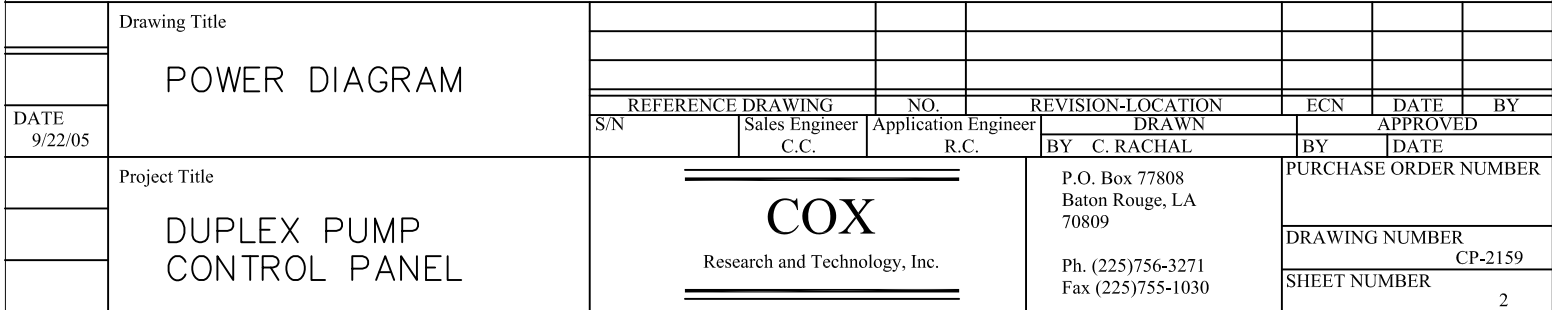 Drawing Title
POWER DIAGRAM
DATE
9/22/05
REFERENCE DRAWING NO. REVISION-LOCATION ECN DATE BY
S/N Sales Engineer Application Engineer DRAWN APPROVED
C.C. R.C. BY C. RACHAL BY DATE
Project Title
DUPLEX PUMP
CONTROL PANEL
COX
Research and Technology, Inc.
P.O. Box 77808
Baton Rouge, LA
70809
Ph. (225)756-3271
Fax (225)755-1030
PURCHASE ORDER NUMBER
DRAWING NUMBER
CP-2159
SHEET NUMBER
2